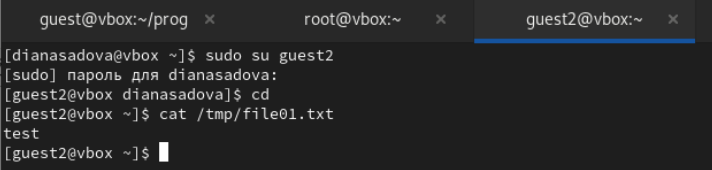 guest@vbox:~/prog × root@vbox:~ × guest2@vbox:~ ×
[dianasadova@vbox ~]$ sudo su guest2
[sudo] пароль для dianasadova:
[guest2@vbox dianasadova]$ cd
[guest2@vbox ~]$ cat /tmp/file01.txt
test
[guest2@vbox ~]$